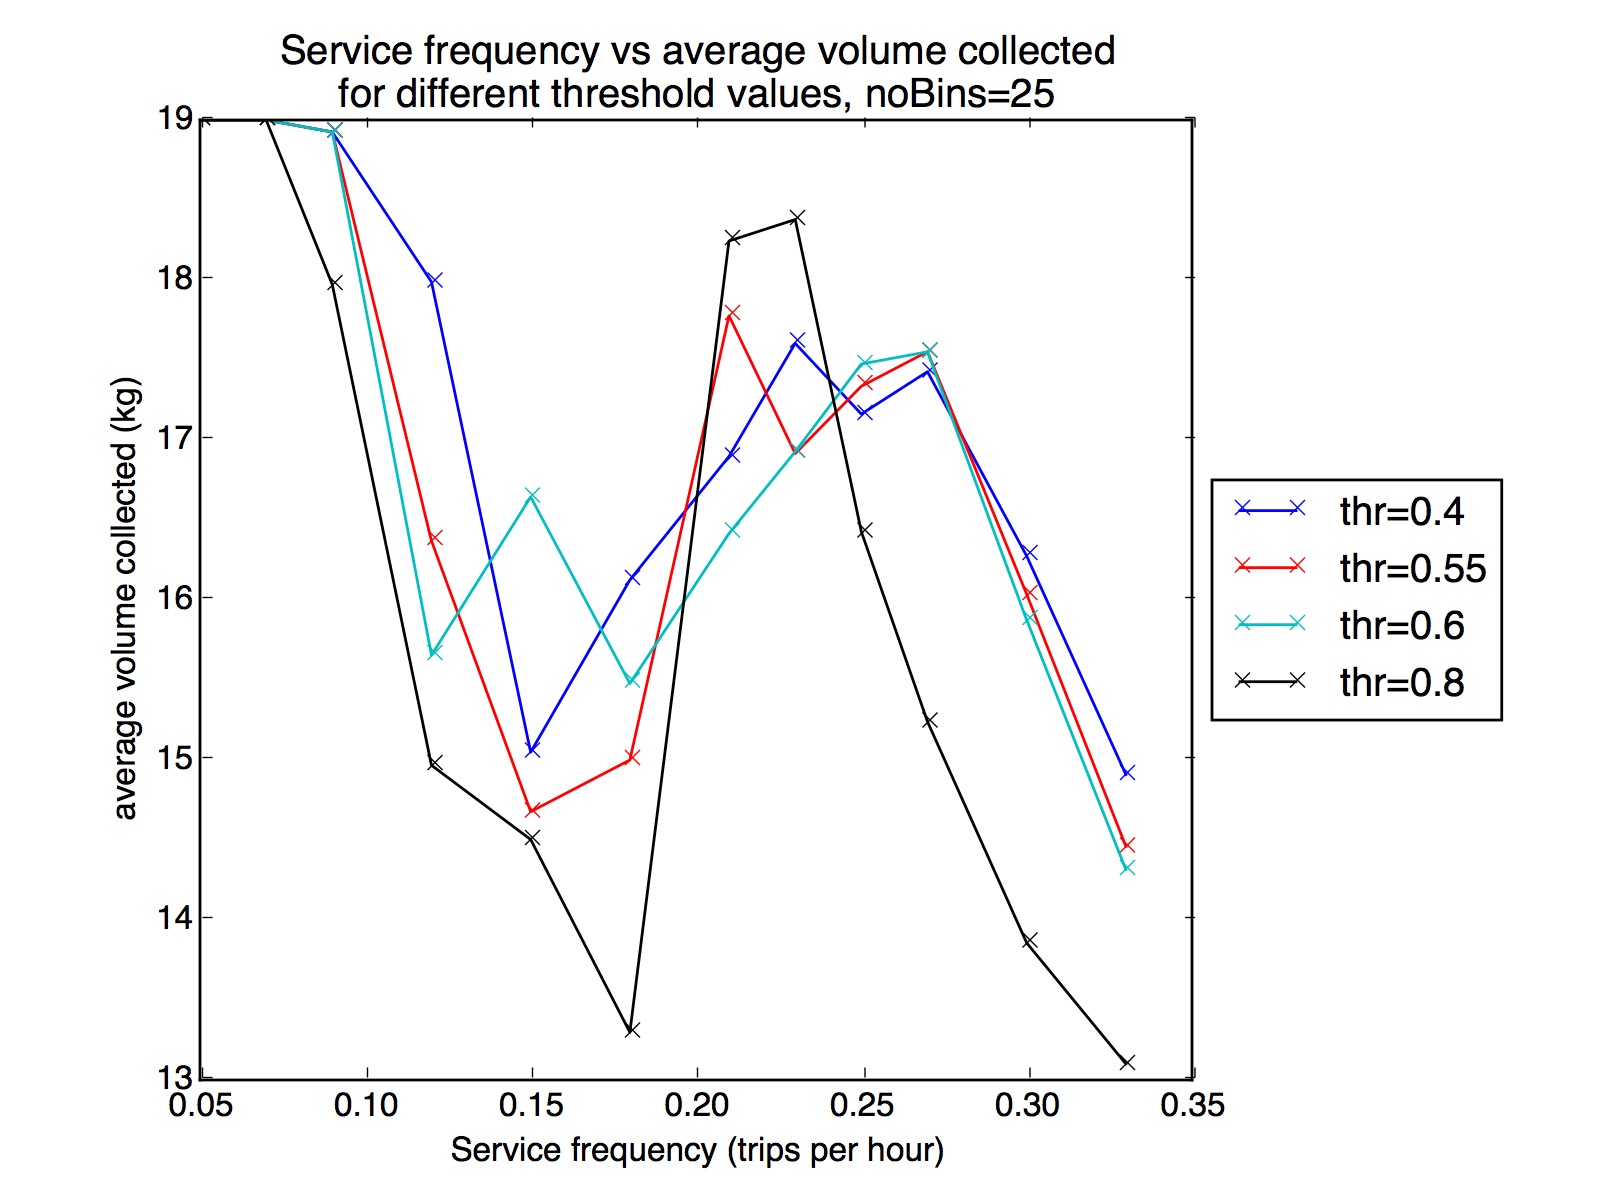 Service frequency vs average volume collected
for different threshold values, noBins=25
19
18
17
16
15
14
13
average volume collected (kg)
0.05 0.10 0.15 0.20 0.25 0.30 0.35
Service frequency (trips per hour)
thr=0.4
thr=0.55
thr=0.6
thr=0.8